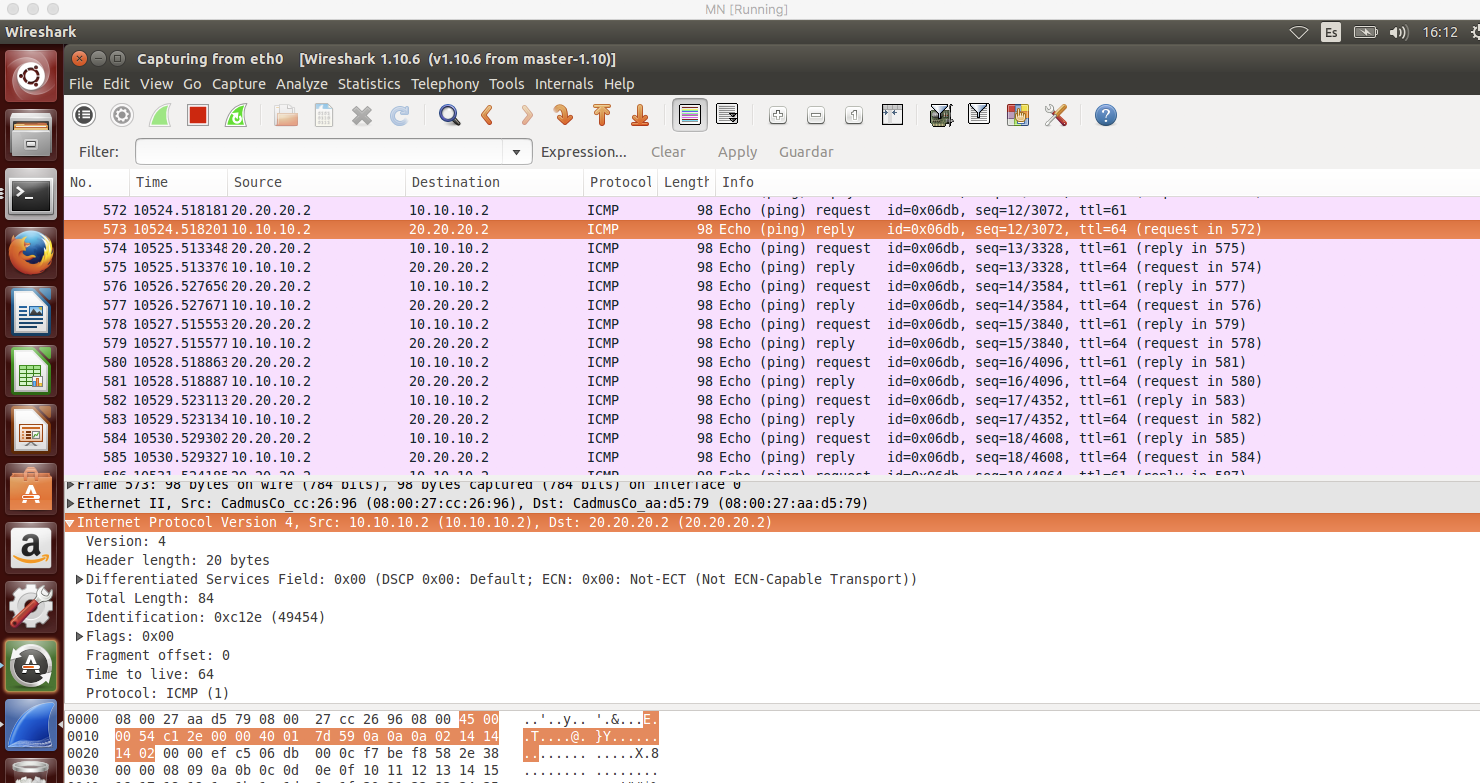 MN [Running]
Wireshark
Es
16:12
Capturing from eth0 [Wireshark 1.10.6 (v1.10.6 from master-1.10)]
File Edit View Go Capture Analyze Statistics Telephony Tools Internals Help
Filter: Expression... Clear Apply Guardar
No. Time Source Destination Protocol Length Info
572 10524.518181 20.20.20.2 10.10.10.2 ICMP 98 Echo (ping) request id=0x06db, seq=12/3072, ttl=61
573 10524.518201 10.10.10.2 20.20.20.2 ICMP 98 Echo (ping) reply id=0x06db, seq=12/3072, ttl=64 (request in 572)
574 10525.513348 20.20.20.2 10.10.10.2 ICMP 98 Echo (ping) request id=0x06db, seq=13/3328, ttl=61 (reply in 575)
575 10525.513370 10.10.10.2 20.20.20.2 ICMP 98 Echo (ping) reply id=0x06db, seq=13/3328, ttl=64 (request in 574)
576 10526.527650 20.20.20.2 10.10.10.2 ICMP 98 Echo (ping) request id=0x06db, seq=14/3584, ttl=61 (reply in 577)
577 10526.527671 10.10.10.2 20.20.20.2 ICMP 98 Echo (ping) reply id=0x06db, seq=14/3584, ttl=64 (request in 576)
578 10527.515553 20.20.20.2 10.10.10.2 ICMP 98 Echo (ping) request id=0x06db, seq=15/3840, ttl=61 (reply in 579)
579 10527.515577 10.10.10.2 20.20.20.2 ICMP 98 Echo (ping) reply id=0x06db, seq=15/3840, ttl=64 (request in 578)
580 10528.518863 20.20.20.2 10.10.10.2 ICMP 98 Echo (ping) request id=0x06db, seq=16/4096, ttl=61 (reply in 581)
581 10528.518887 10.10.10.2 20.20.20.2 ICMP 98 Echo (ping) reply id=0x06db, seq=16/4096, ttl=64 (request in 580)
582 10529.523113 20.20.20.2 10.10.10.2 ICMP 98 Echo (ping) request id=0x06db, seq=17/4352, ttl=61 (reply in 583)
583 10529.523134 10.10.10.2 20.20.20.2 ICMP 98 Echo (ping) reply id=0x06db, seq=17/4352, ttl=64 (request in 582)
584 10530.529302 20.20.20.2 10.10.10.2 ICMP 98 Echo (ping) request id=0x06db, seq=18/4608, ttl=61 (reply in 585)
585 10530.529327 10.10.10.2 20.20.20.2 ICMP 98 Echo (ping) reply id=0x06db, seq=18/4608, ttl=64 (request in 584)
Frame 573: 98 bytes on wire (784 bits), 98 bytes captured (784 bits) on interface 0
Ethernet II, Src: CadmusCo_cc:26:96 (08:00:27:cc:26:96), Dst: CadmusCo_aa:d5:79 (08:00:27:aa:d5:79)
Internet Protocol Version 4, Src: 10.10.10.2 (10.10.10.2), Dst: 20.20.20.2 (20.20.20.2)
Version: 4
Header length: 20 bytes
Differentiated Services Field: 0x00 (DSCP 0x00: Default; ECN: 0x00: Not-ECT (Not ECN-Capable Transport))
Total Length: 84
Identification: 0xc12e (49454)
Flags: 0x00
Fragment offset: 0
Time to live: 64
Protocol: ICMP (1)
0000 08 00 27 aa d5 79 08 00 27 cc 26 96 08 00 45 00 ..'..y.. '.&...E.
0010 00 54 c1 2e 00 00 40 01 7d 59 0a 0a 0a 02 14 14 .T....@. }Y......
0020 14 02 00 00 ef c5 06 db 00 0c f7 be f8 58 2e 38 ........ .....X.8
0030 00 00 08 09 0a 0b 0c 0d 0e 0f 10 11 12 13 14 15 ........ ........